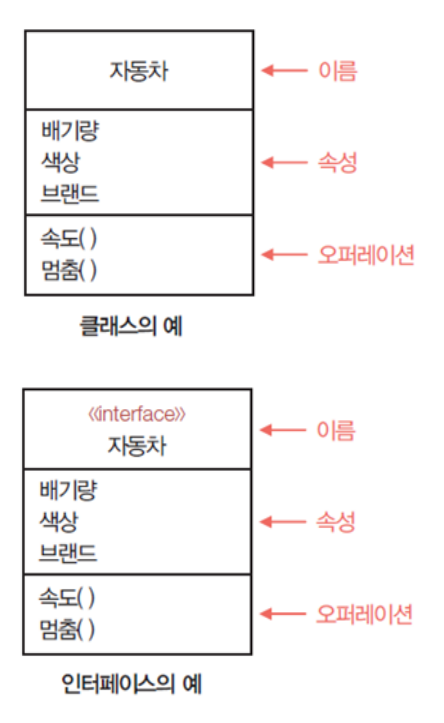 자동차 이름
배기량
색상 속성
브랜드
속도( )
멈춤( ) 오퍼레이션
클래스의 예
《interface》
자동차 이름
배기량
색상 속성
브랜드
속도( )
멈춤( ) 오퍼레이션
인터페이스의 예